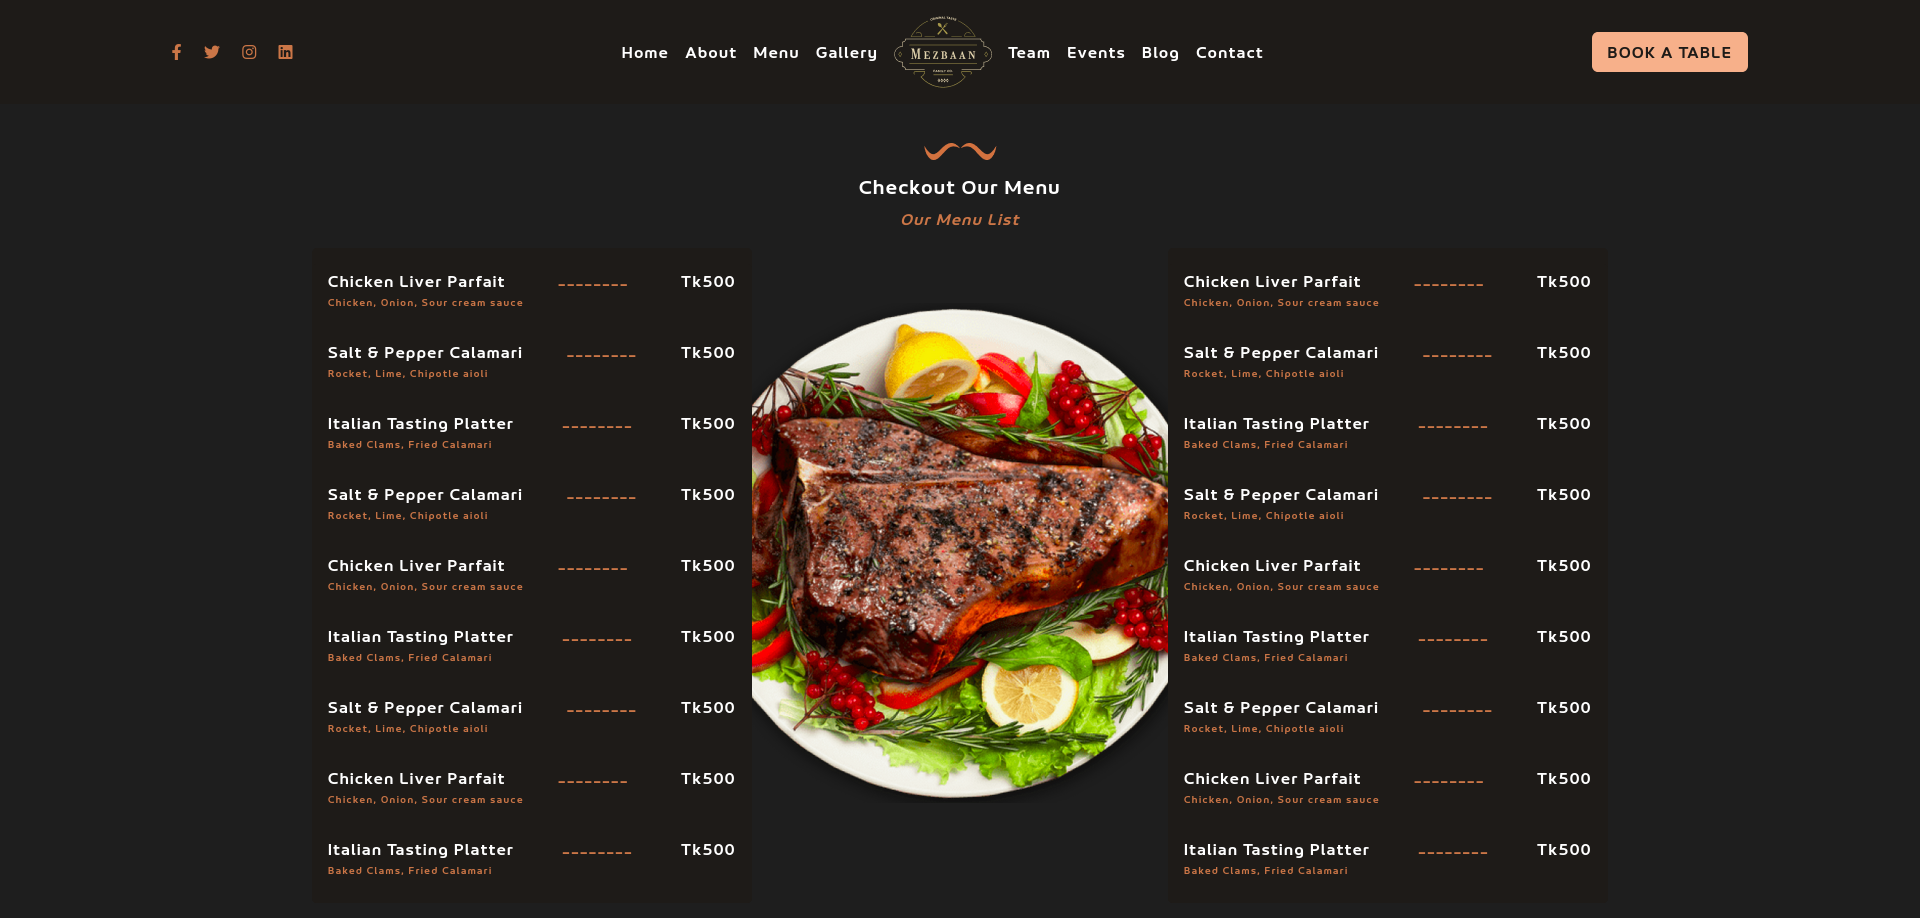 Home About Menu Gallery MEZBAAN Team Events Blog Contact
BOOK A TABLE
Checkout Our Menu
Our Menu List
Chicken Liver Parfait -------- Tk500
Chicken, Onion, Sour cream sauce
Salt & Pepper Calamari -------- Tk500
Rocket, Lime, Chipotle aioli
Italian Tasting Platter -------- Tk500
Baked Clams, Fried Calamari
Salt & Pepper Calamari -------- Tk500
Rocket, Lime, Chipotle aioli
Chicken Liver Parfait -------- Tk500
Chicken, Onion, Sour cream sauce
Italian Tasting Platter -------- Tk500
Baked Clams, Fried Calamari
Salt & Pepper Calamari -------- Tk500
Rocket, Lime, Chipotle aioli
Chicken Liver Parfait -------- Tk500
Chicken, Onion, Sour cream sauce
Italian Tasting Platter -------- Tk500
Baked Clams, Fried Calamari
Chicken Liver Parfait -------- Tk500
Chicken, Onion, Sour cream sauce
Salt & Pepper Calamari -------- Tk500
Rocket, Lime, Chipotle aioli
Italian Tasting Platter -------- Tk500
Baked Clams, Fried Calamari
Salt & Pepper Calamari -------- Tk500
Rocket, Lime, Chipotle aioli
Chicken Liver Parfait -------- Tk500
Chicken, Onion, Sour cream sauce
Italian Tasting Platter -------- Tk500
Baked Clams, Fried Calamari
Salt & Pepper Calamari -------- Tk500
Rocket, Lime, Chipotle aioli
Chicken Liver Parfait -------- Tk500
Chicken, Onion, Sour cream sauce
Italian Tasting Platter -------- Tk500
Baked Clams, Fried Calamari